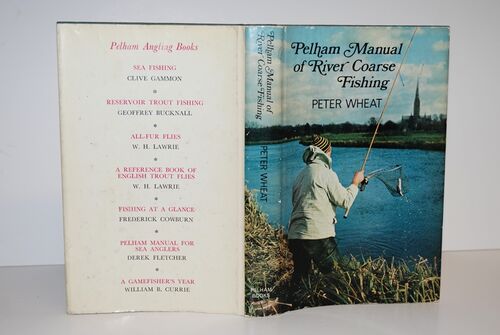 Pelham Angling Books
SEA FISHING
CLIVE GAMMON
RESERVOIR TROUT FISHING
GEOFFREY BUCKNALL
ALL-FUR FLIES
W. H. LAWRIE
A REFERENCE BOOK OF
ENGLISH TROUT FLIES
W. H. LAWRIE
FISHING AT A GLANCE
FREDERICK COWBURN
PELHAM MANUAL FOR
SEA ANGLERS
DEREK FLETCHER
A GAMEFISHER'S YEAR
WILLIAM B. CURRIE
Pelham Manual of
River Coarse Fishing
PETER WHEAT
PELHAM
BOOKS
Pelham Manual
of River Coarse
Fishing
PETER WHEAT